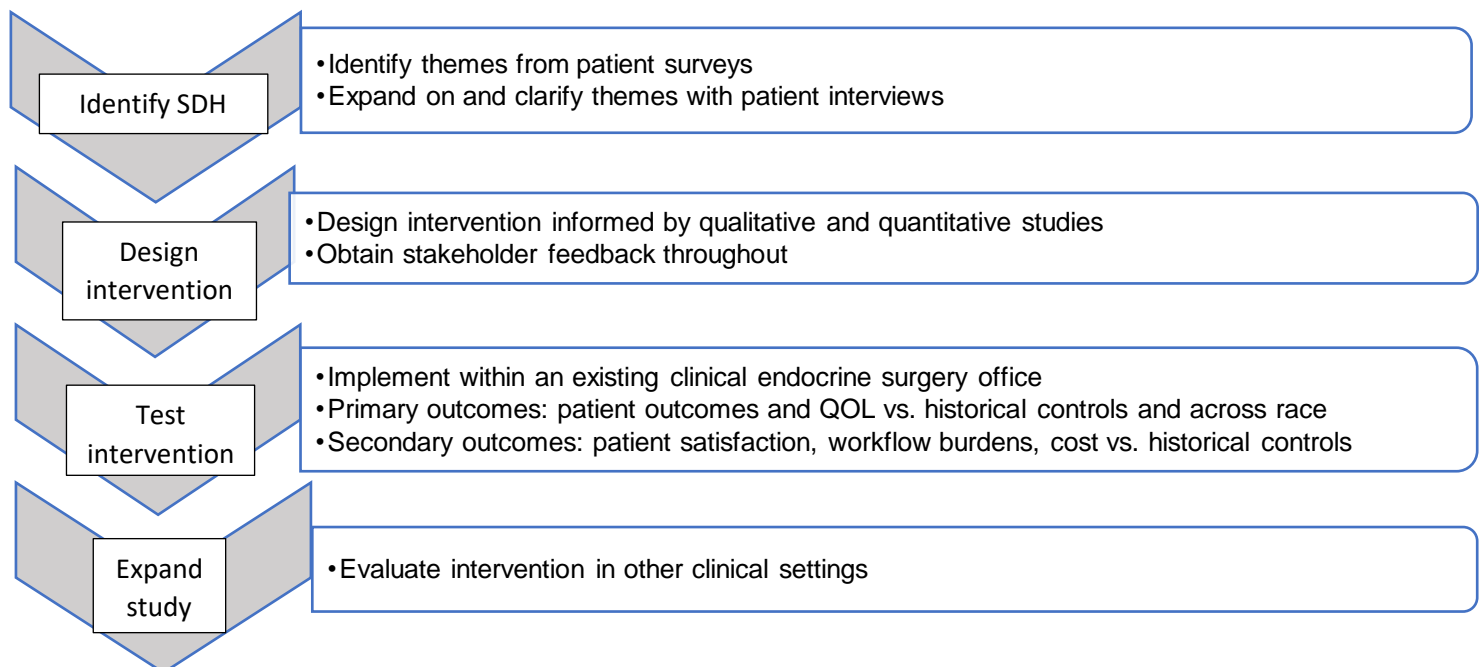 Identify SDH
•Identify themes from patient surveys
•Expand on and clarify themes with patient interviews
Design
intervention
•Design intervention informed by qualitative and quantitative studies
•Obtain stakeholder feedback throughout
Test
intervention
•Implement within an existing clinical endocrine surgery office
•Primary outcomes: patient outcomes and QOL vs. historical controls and across race
•Secondary outcomes: patient satisfaction, workflow burdens, cost vs. historical controls
Expand
study
•Evaluate intervention in other clinical settings